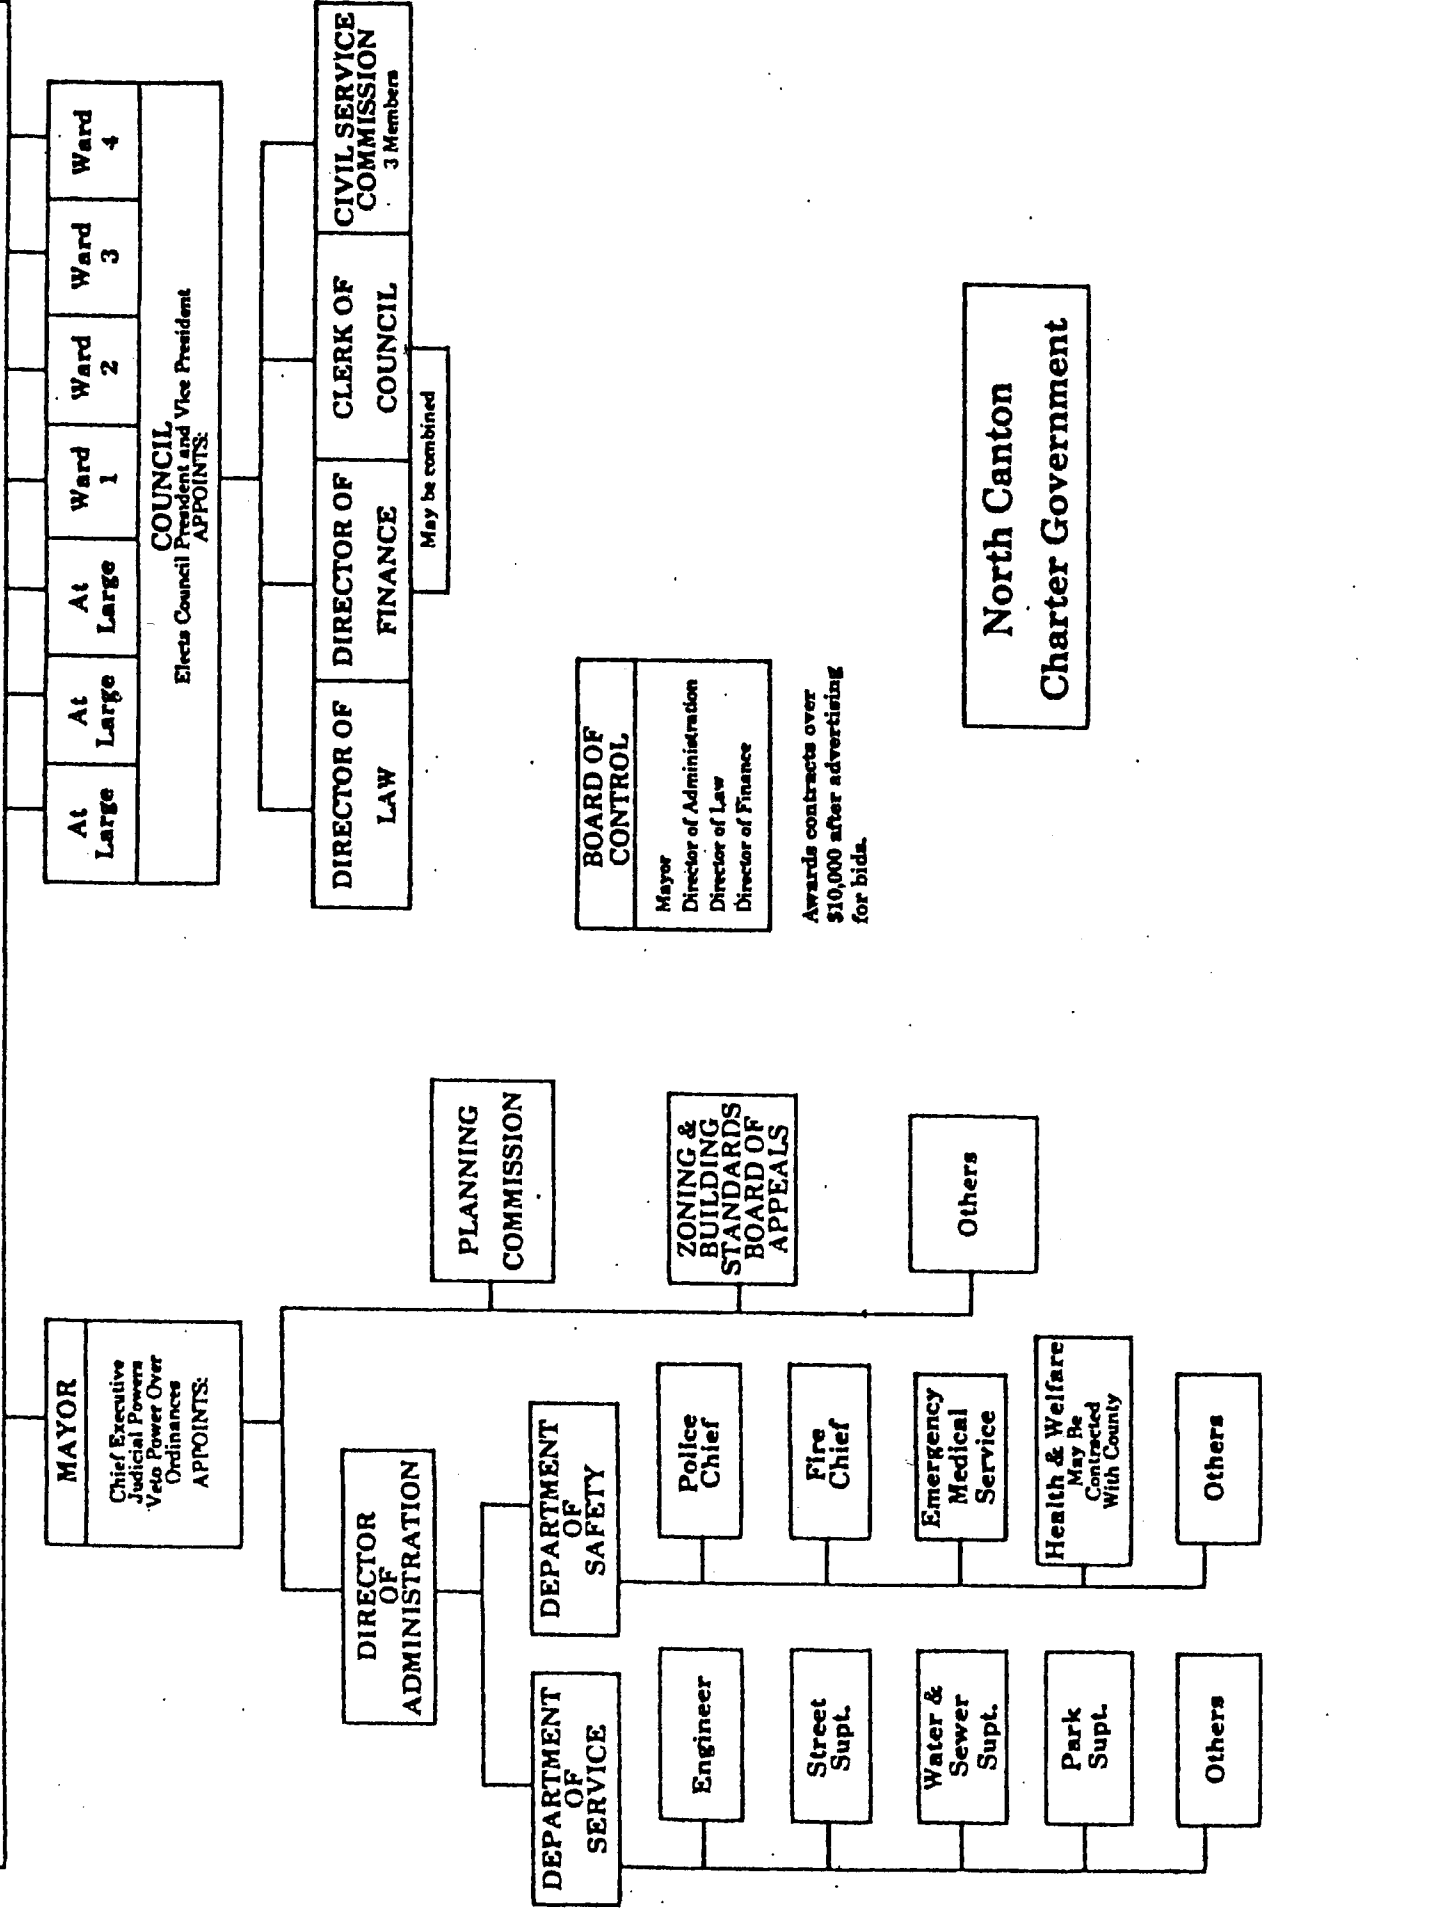 MAYOR
Chief Executive
Judicial Powers
Veto Power Over
Ordinances
APPOINTS:
At
Large
At
Large
At
Large
Ward
1
Ward
2
Ward
3
Ward
4
COUNCIL
Elects Council President and Vice President
APPOINTS:
DIRECTOR OF
LAW
DIRECTOR OF
FINANCE
CLERK OF
COUNCIL
CIVIL SERVICE
COMMISSION
3 Members
May be combined
DIRECTOR
OF
ADMINISTRATION
PLANNING
COMMISSION
ZONING &
BUILDING
STANDARDS
BOARD OF
APPEALS
Others
DEPARTMENT
OF
SERVICE
Engineer
Street
Supt.
Water &
Sewer
Supt.
Park
Supt.
Others
DEPARTMENT
OF
SAFETY
Police
Chief
Fire
Chief
Emergency
Medical
Service
Health & Welfare
May Be
Contracted
With County
Others
BOARD OF
CONTROL
Mayor
Director of Administration
Director of Law
Director of Finance
Awards contracts over
$10,000 after advertising
for bids.
North Canton
Charter Government